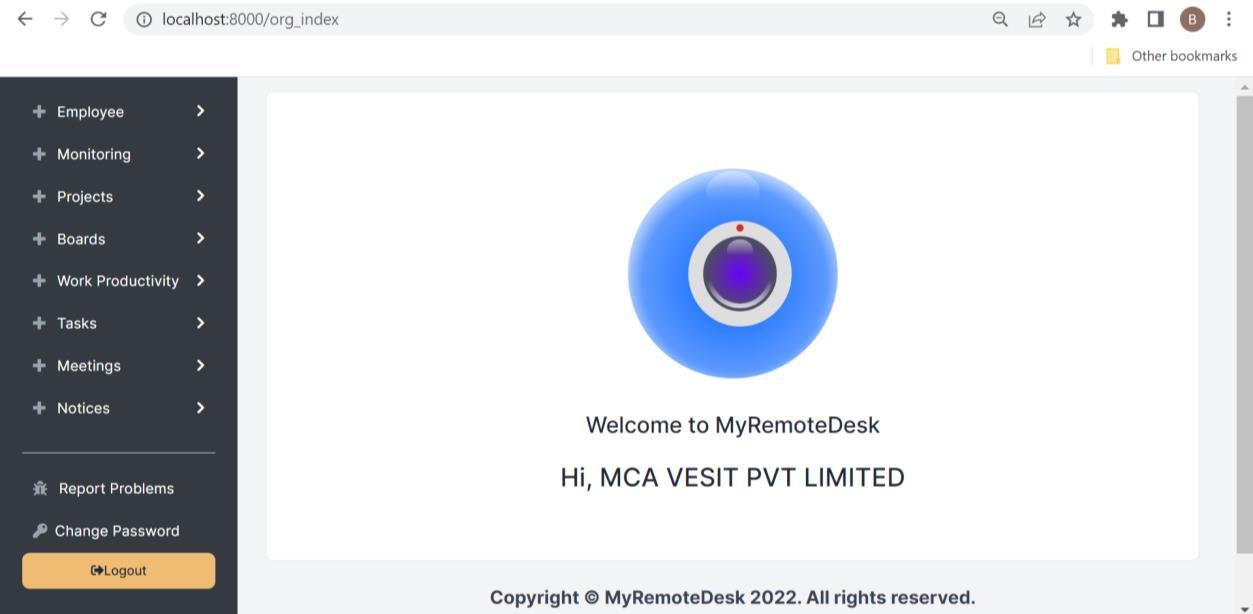 localhost:8000/org_index
B
Other bookmarks
Employee
Monitoring
Projects
Boards
Work Productivity
Tasks
Meetings
Notices
Report Problems
Change Password
Logout
Welcome to MyRemoteDesk
Hi, MCA VESIT PVT LIMITED
Copyright © MyRemoteDesk 2022. All rights reserved.